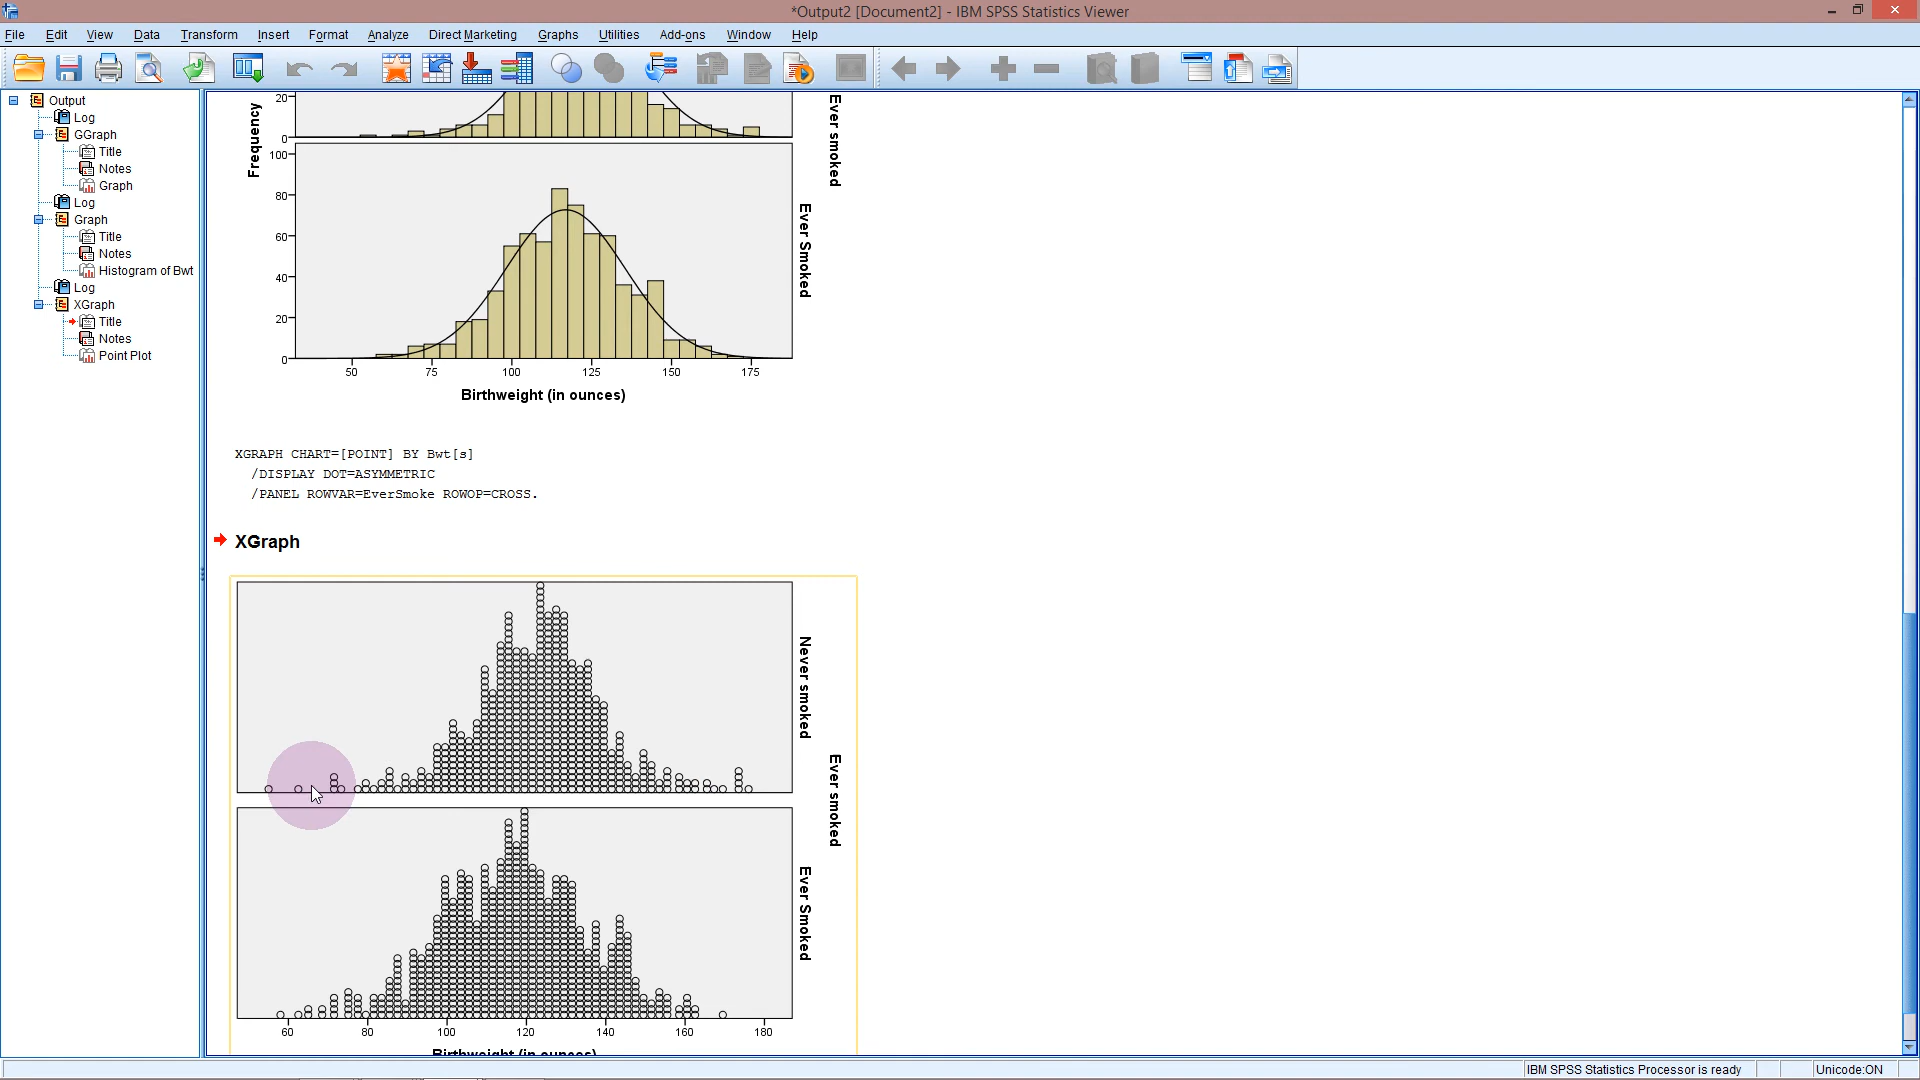 *Output2 [Document2] - IBM SPSS Statistics Viewer
File Edit View Data Transform Insert Format Analyze Direct Marketing Graphs Utilities Add-ons Window Help
Output
Log
GGraph
Title
Notes
Graph
Log
Graph
Title
Notes
Histogram of Bwt
Log
XGraph
Title
Notes
Point Plot
Frequency
20
0
100
80
60
40
20
0
50 75 100 125 150 175
Birthweight (in ounces)
Ever smoked
Ever Smoked
XGRAPH CHART=[POINT] BY Bwt[s]
/DISPLAY DOT=ASYMMETRIC
/PANEL ROWVAR=EverSmoke ROWOP=CROSS.
XGraph
Never smoked
Ever smoked
Ever Smoked
60 80 100 120 140 160 180
Birthweight (in ounces)
IBM SPSS Statistics Processor is ready
Unicode:ON